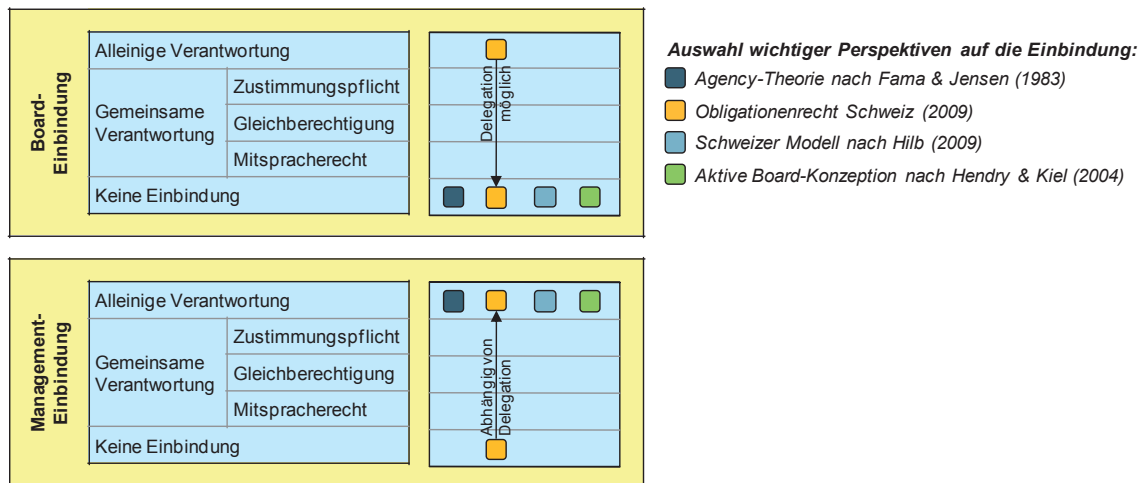 Board-
Einbindung
Alleinige Verantwortung
Gemeinsame
Verantwortung
Zustimmungspflicht
Gleichberechtigung
Mitspracherecht
Keine Einbindung
Delegation
möglich
Auswahl wichtiger Perspektiven auf die Einbindung:
Agency-Theorie nach Fama & Jensen (1983)
Obligationenrecht Schweiz (2009)
Schweizer Modell nach Hilb (2009)
Aktive Board-Konzeption nach Hendry & Kiel (2004)
Management-
Einbindung
Alleinige Verantwortung
Gemeinsame
Verantwortung
Zustimmungspflicht
Gleichberechtigung
Mitspracherecht
Keine Einbindung
Abhängig von
Delegation